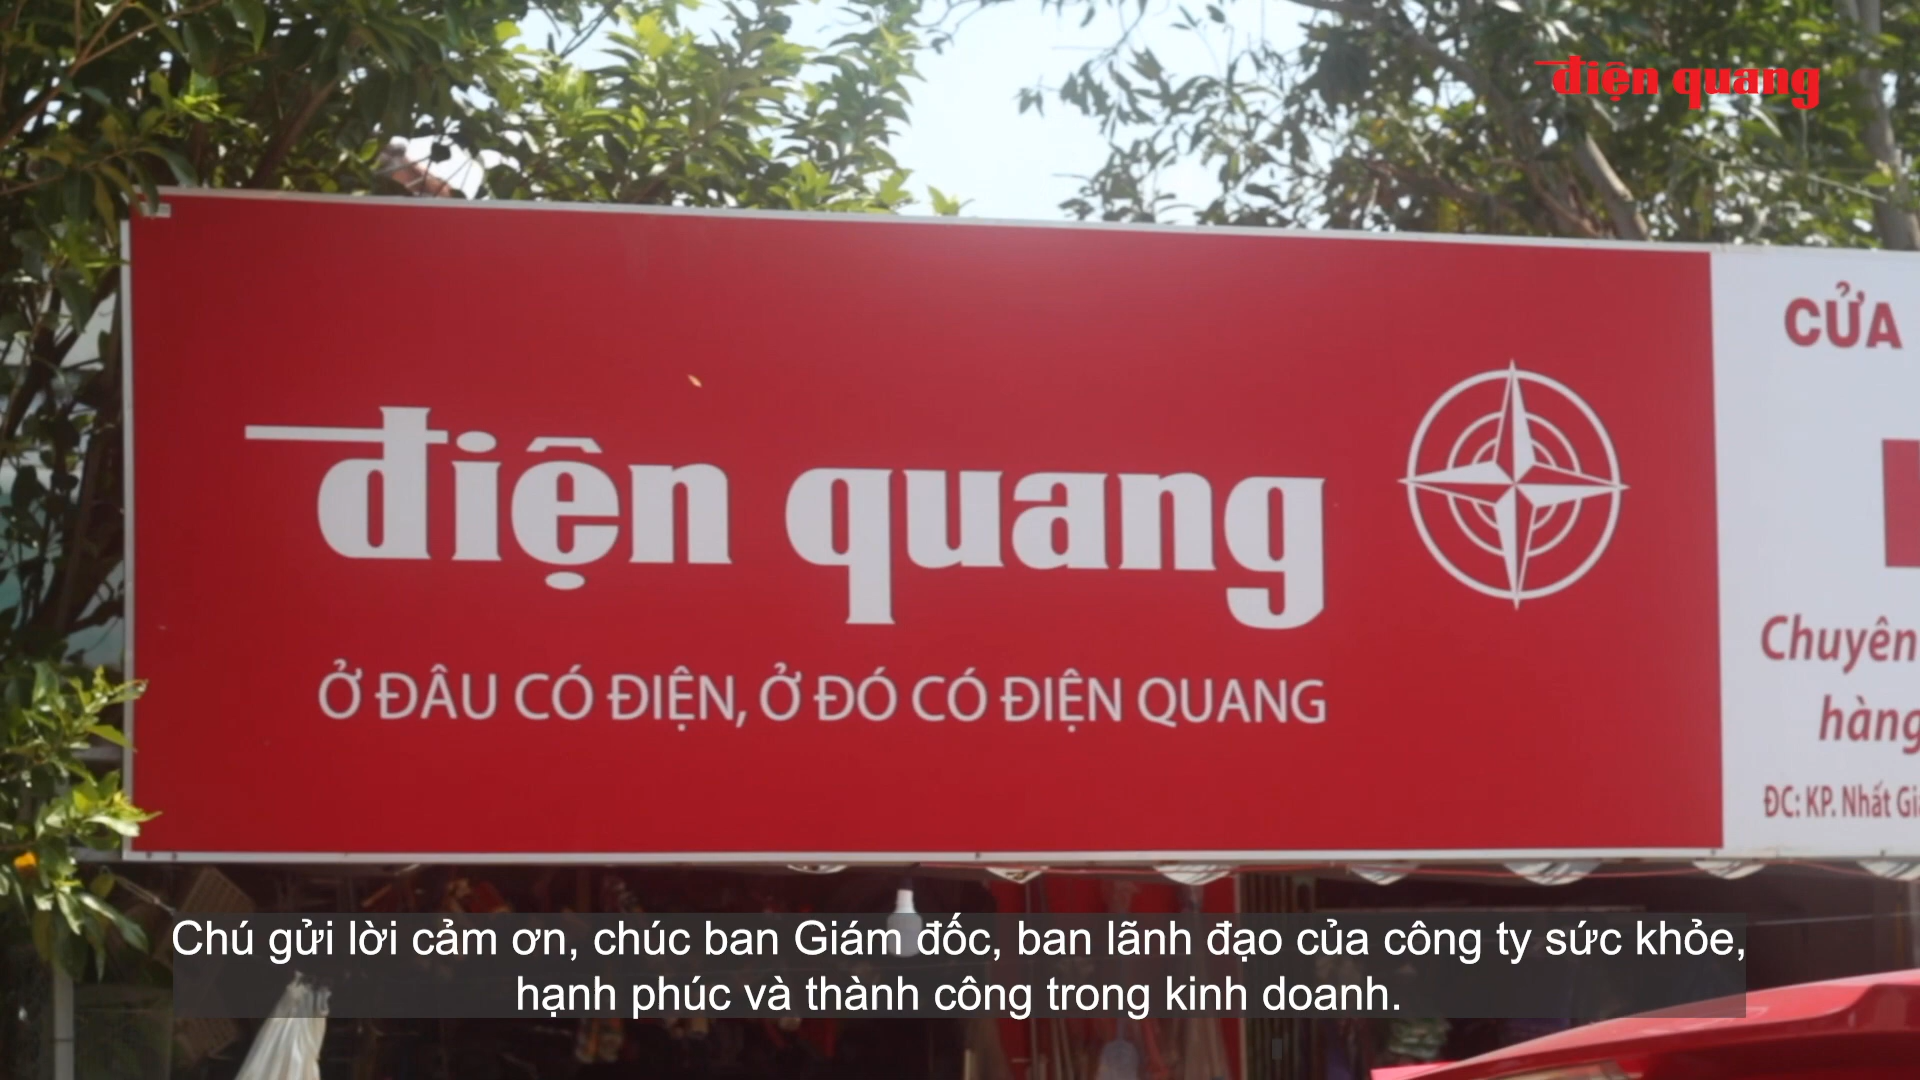 điện quang
điện quang
Ở ĐÂU CÓ ĐIỆN, Ở ĐÓ CÓ ĐIỆN QUANG
CỬA
Chuyên
hàng
ĐC: KP. Nhất
Chú gửi lời cảm ơn, chúc ban Giám đốc, ban lãnh đạo của công ty sức khỏe,
hạnh phúc và thành công trong kinh doanh.